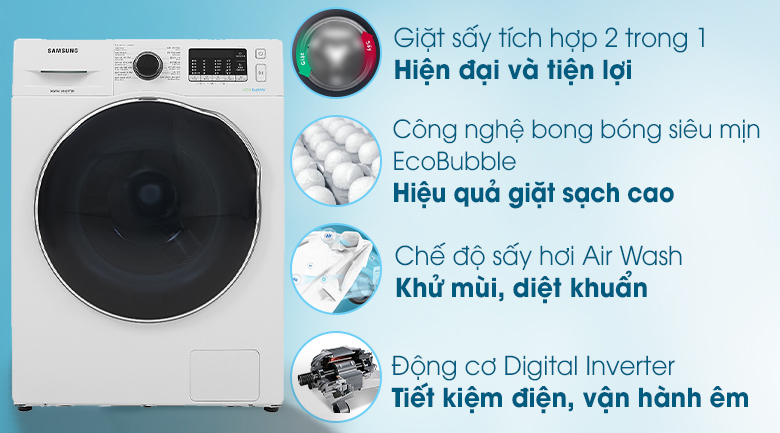 SAMSUNG
Giặt
Sấy
Giặt sấy tích hợp 2 trong 1
Hiện đại và tiện lợi
Công nghệ bong bóng siêu mịn
EcoBubble
Hiệu quả giặt sạch cao
Chế độ sấy hơi Air Wash
Khử mùi, diệt khuẩn
Động cơ Digital Inverter
Tiết kiệm điện, vận hành êm